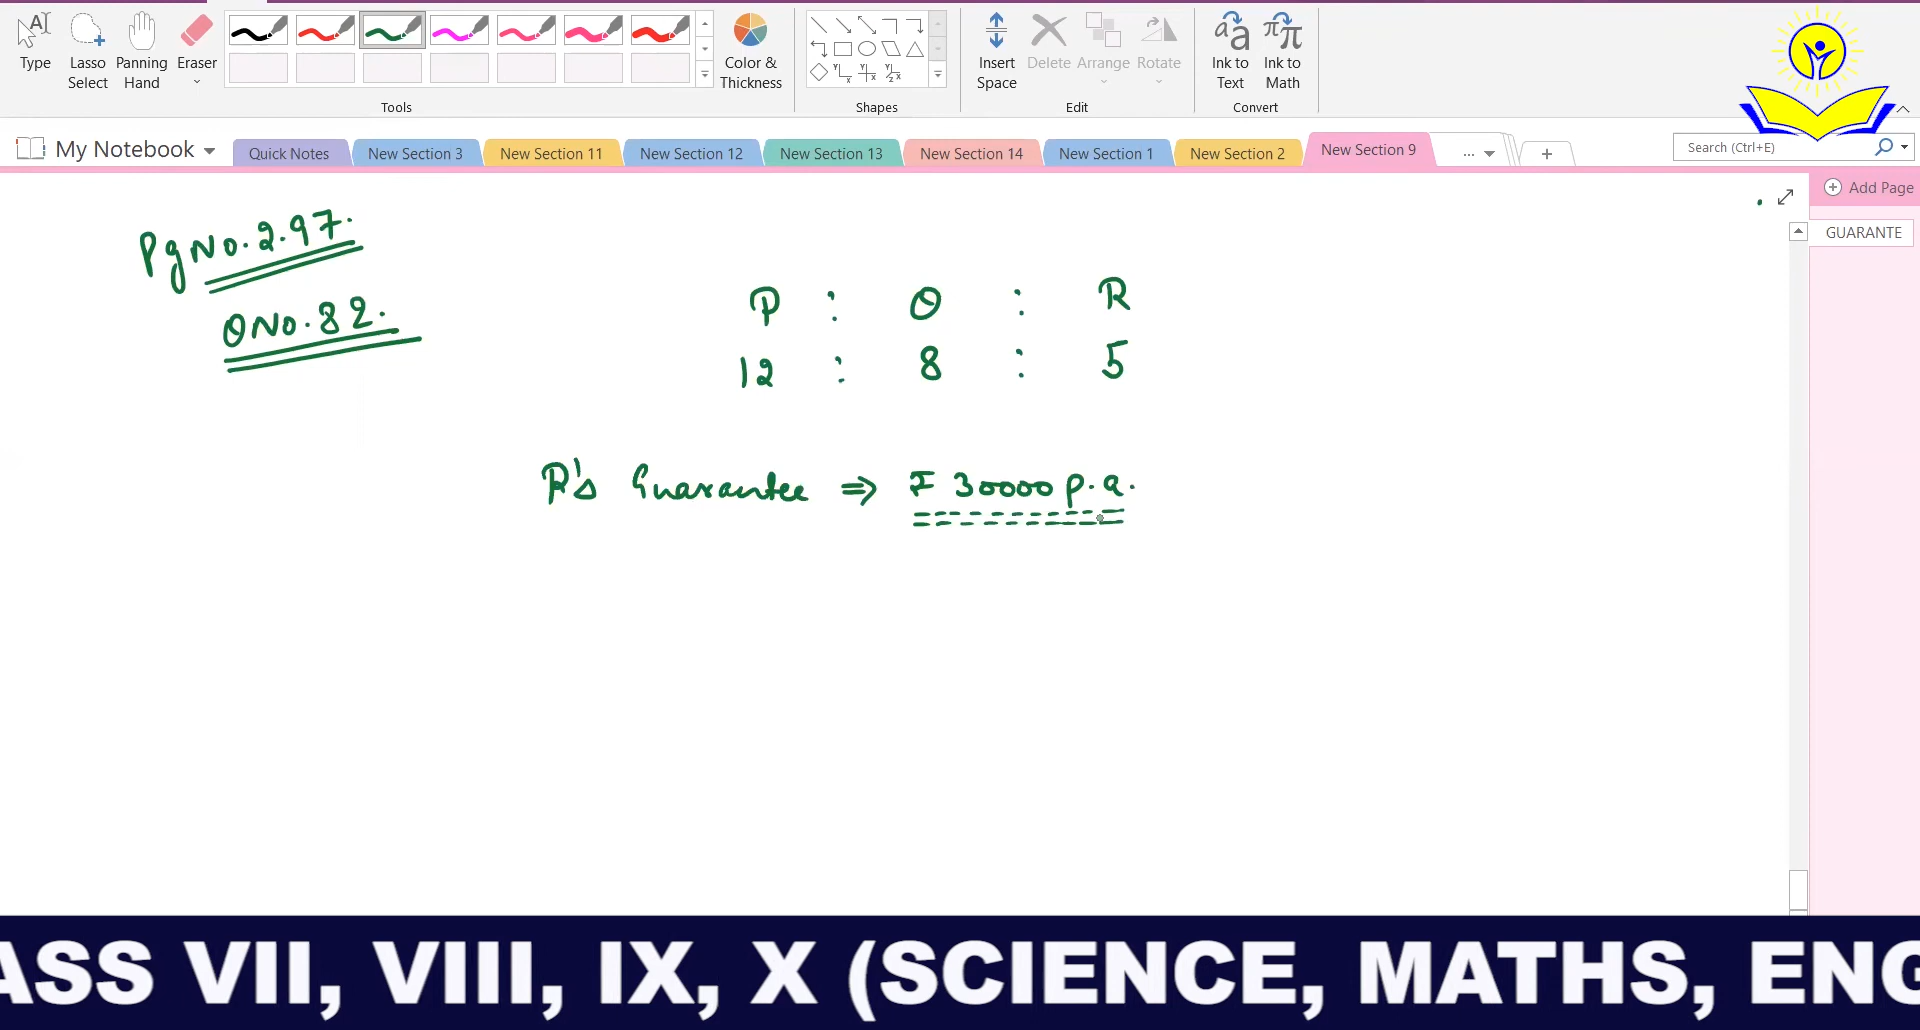 Type
Lasso Select
Panning Hand
Eraser
Color & Thickness
Insert Space
Delete
Arrange
Rotate
Ink to Text
Ink to Math
Tools
Shapes
Edit
Convert
My Notebook
Quick Notes
New Section 3
New Section 11
New Section 12
New Section 13
New Section 14
New Section 1
New Section 2
New Section 9
...
Search (Ctrl+E)
Add Page
GUARANTE
Pg No. 2.97.
QNo. 82.
P : Q : R
12 : 8 : 5
R's Guarantee ⇒ ₹ 30000 p.a.
ASS VII, VIII, IX, X (SCIENCE, MATHS, ENG